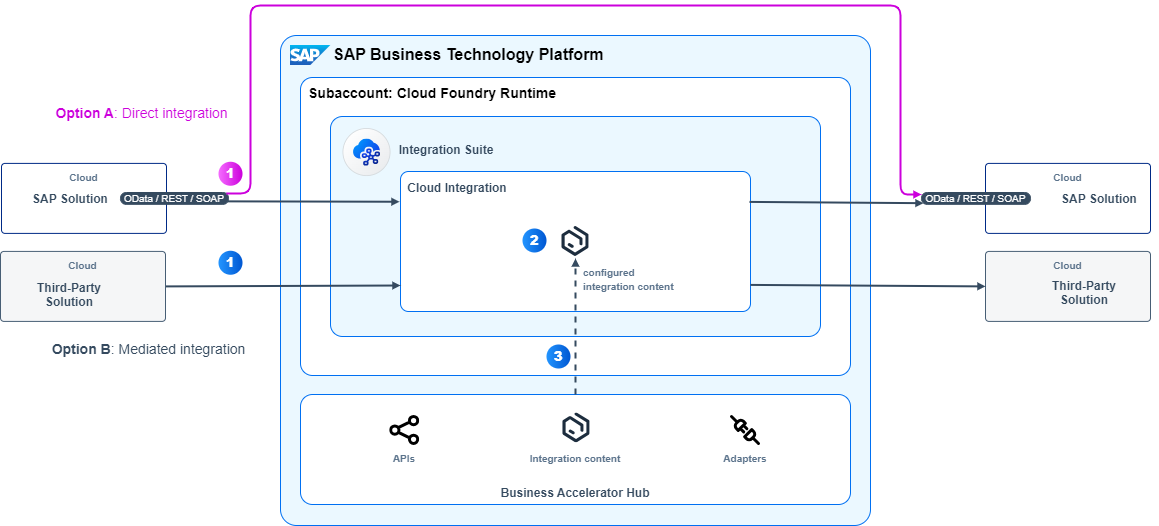 SAP SAP Business Technology Platform
Subaccount: Cloud Foundry Runtime
Option A: Direct integration
Integration Suite
1
Cloud
SAP Solution
OData / REST / SOAP
Cloud Integration
Cloud
SAP Solution
OData / REST / SOAP
2
1
Cloud
Third-Party
Solution
configured
integration content
Cloud
Third-Party
Solution
Option B: Mediated integration
3
APIs
Integration content
Adapters
Business Accelerator Hub